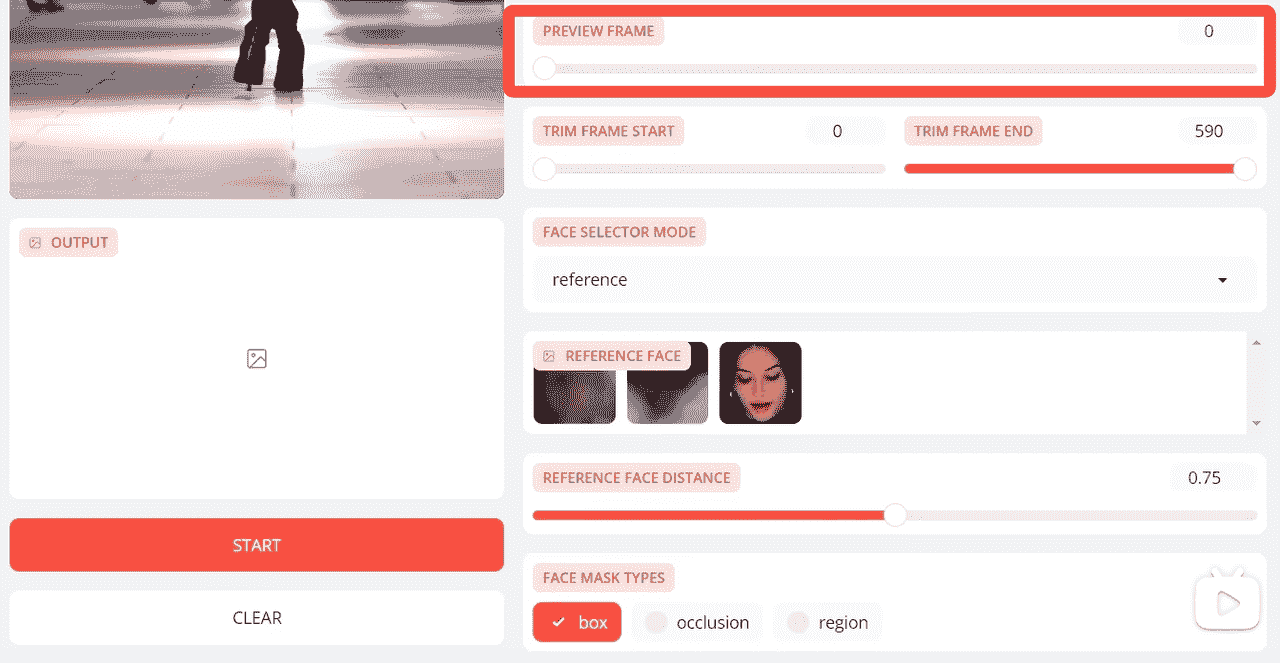 PREVIEW FRAME
0
TRIM FRAME START
0
TRIM FRAME END
590
OUTPUT
FACE SELECTOR MODE
reference
REFERENCE FACE
REFERENCE FACE DISTANCE
0.75
START
CLEAR
FACE MASK TYPES
box
occlusion
region